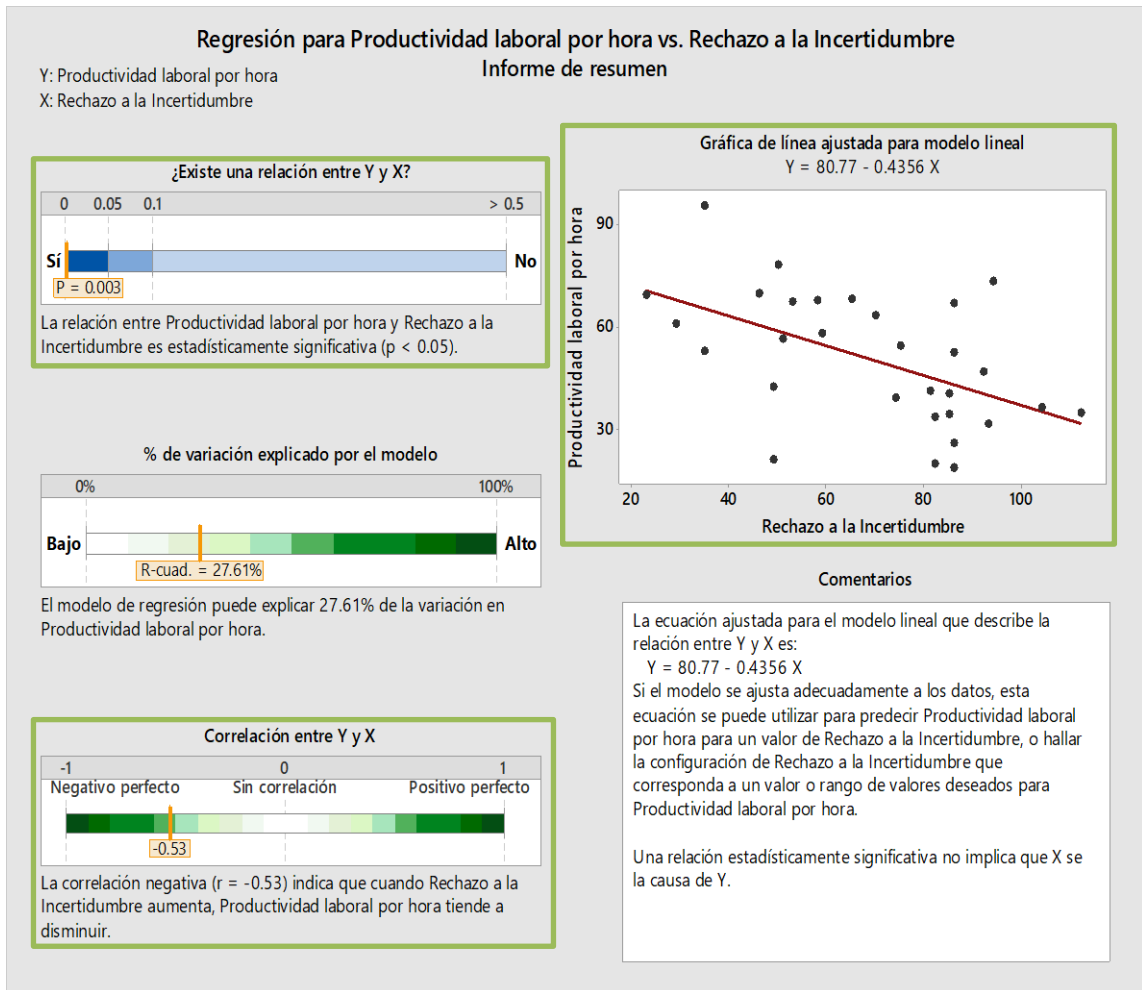 Regresión para Productividad laboral por hora vs. Rechazo a la Incertidumbre
Informe de resumen
Y: Productividad laboral por hora
X: Rechazo a la Incertidumbre
¿Existe una relación entre Y y X?
0 0.05 0.1 > 0.5
Sí No
P = 0.003
La relación entre Productividad laboral por hora y Rechazo a la
Incertidumbre es estadísticamente significativa (p < 0.05).
% de variación explicado por el modelo
0% 100%
Bajo Alto
R-cuad. = 27.61%
El modelo de regresión puede explicar 27.61% de la variación en
Productividad laboral por hora.
Correlación entre Y y X
-1 0 1
Negativo perfecto Sin correlación Positivo perfecto
-0.53
La correlación negativa (r = -0.53) indica que cuando Rechazo a la
Incertidumbre aumenta, Productividad laboral por hora tiende a
disminuir.
Gráfica de línea ajustada para modelo lineal
Y = 80.77 - 0.4356 X
Productividad laboral por hora
90
60
30
20 40 60 80 100
Rechazo a la Incertidumbre
Comentarios
La ecuación ajustada para el modelo lineal que describe la
relación entre Y y X es:
Y = 80.77 - 0.4356 X
Si el modelo se ajusta adecuadamente a los datos, esta
ecuación se puede utilizar para predecir Productividad laboral
por hora para un valor de Rechazo a la Incertidumbre, o hallar
la configuración de Rechazo a la Incertidumbre que
corresponda a un valor o rango de valores deseados para
Productividad laboral por hora.
Una relación estadísticamente significativa no implica que X se
la causa de Y.